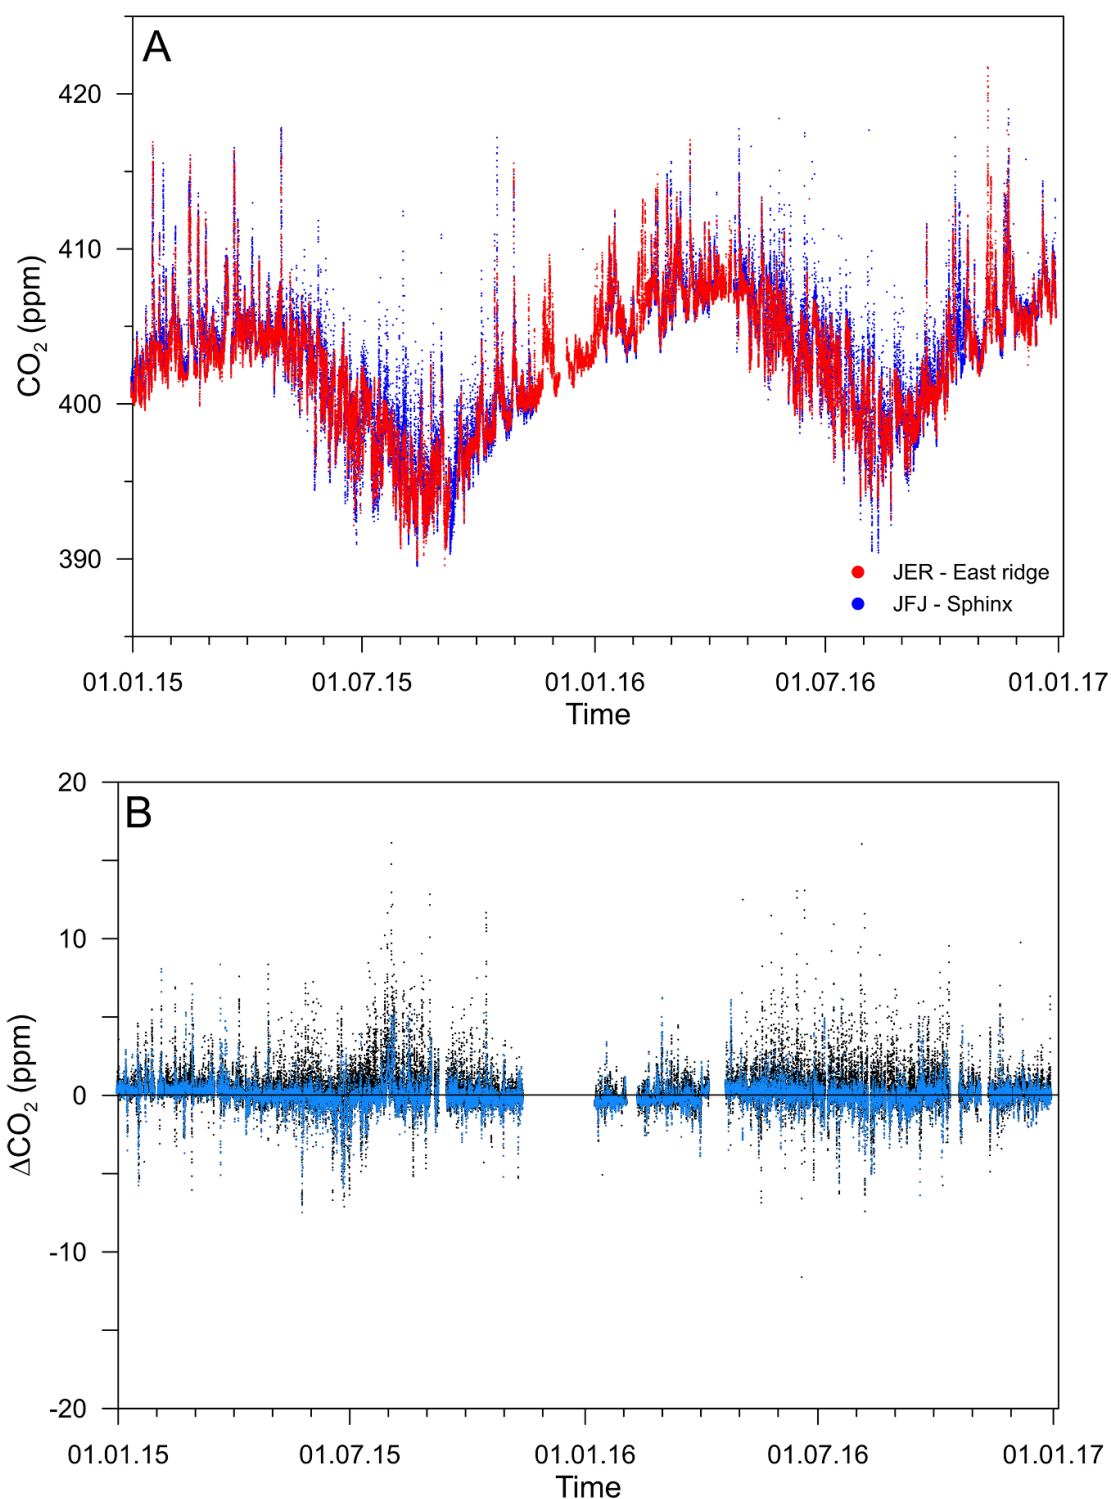 A
420
410
400
390
CO₂ (ppm)
JER - East ridge
JFJ - Sphinx
01.01.15 01.07.15 01.01.16 01.07.16 01.01.17
Time
B
20
10
0
-10
-20
ΔCO₂ (ppm)
01.01.15 01.07.15 01.01.16 01.07.16 01.01.17
Time